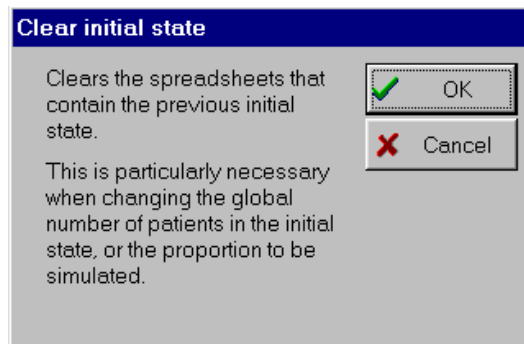 Clear initial state
Clears the spreadsheets that
contain the previous initial
state.
This is particularly necessary
when changing the global
number of patients in the initial
state, or the proportion to be
simulated.
OK
Cancel